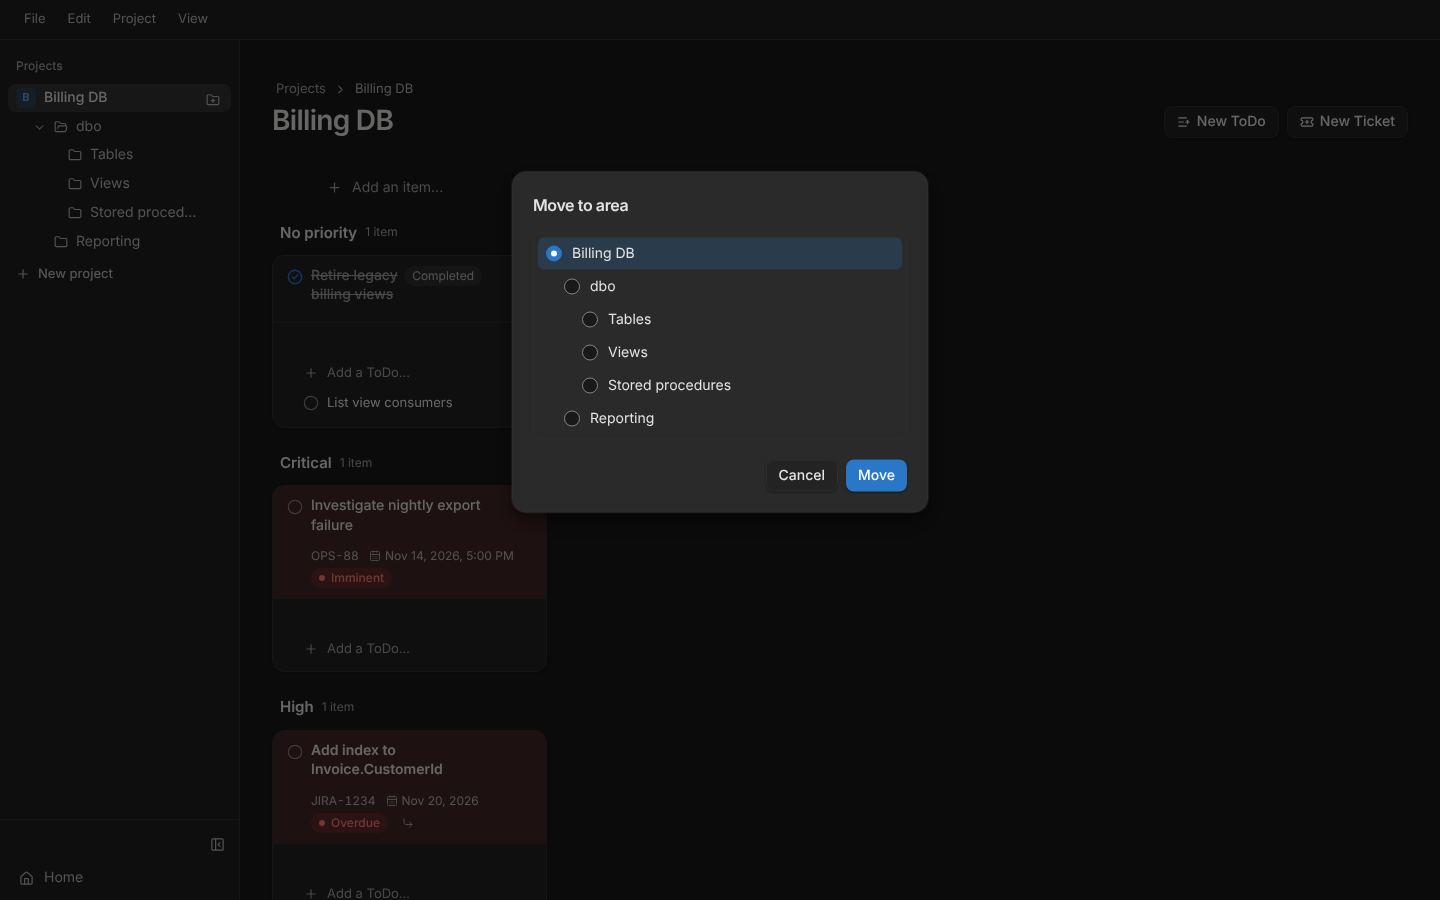 File Edit Project View
Projects
B Billing DB
dbo
Tables
Views
Stored proced...
Reporting
New project
Home
Projects > Billing DB
Billing DB
New ToDo
New Ticket
Add an item...
No priority 1 item
Retire legacy Completed
billing views
Add a ToDo...
List view consumers
Critical 1 item
Investigate nightly export
failure
OPS-88 Nov 14, 2026, 5:00 PM
Imminent
Add a ToDo...
High 1 item
Add index to
Invoice.CustomerId
JIRA-1234 Nov 20, 2026
Overdue
Add a ToDo...
Move to area
Billing DB
dbo
Tables
Views
Stored procedures
Reporting
Cancel Move